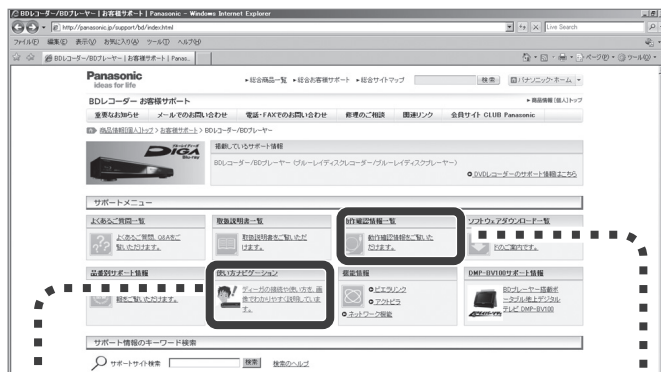 BDレコーダー/BDプレーヤー | お客様サポート | Panasonic - Windows Internet Explorer
http://panasonic.jp/support/bd/index.html
Live Search
ファイル(F) 編集(E) 表示(V) お気に入り(A) ツール(T) ヘルプ(H)
BDレコーダー/BDプレーヤー | お客様サポート | Panas...
ページ(P) ツール(O)
Panasonic
ideas for life
総合商品一覧 総合お客様サポート 総合サイトマップ 検索 パナソニック・ホーム
BDレコーダー お客様サポート
商品情報[個人]トップ
重要なお知らせ メールでのお問い合わせ 電話・FAXでのお問い合わせ 修理のご相談 関連リンク 会員サイト CLUB Panasonic
商品情報[個人]トップ > お客様サポート > BDレコーダー/BDプレーヤー
ブルーレイディーガ
DIGA
Blu-ray
掲載しているサポート情報
BDレコーダー/BDプレーヤー (ブルーレイディスクレコーダー/ブルーレイディスクプレーヤー)
DVDレコーダーのサポート情報はこちら
サポートメニュー
よくあるご質問一覧
よくあるご質問 Q&Aをご覧いただけます。
取扱説明書一覧
取扱説明書をご覧いただけます。
動作確認情報一覧
動作確認情報をご覧いただけます。
ソフトウェアダウンロード一覧
のご案内です。
品番別サポート情報
報をご覧いただけます。
使い方ナビゲーション
ディーガの接続や使い方を、画像でわかりやすく説明しています。
機能情報
ビエラリンク
アクトビラ
ネットワーク機能
DMP-BV100サポート情報
BDプレーヤー搭載ポータブル地上デジタルテレビ DMP-BV100
サポート情報のキーワード検索
サポートサイト検索 検索 検索のヘルプ